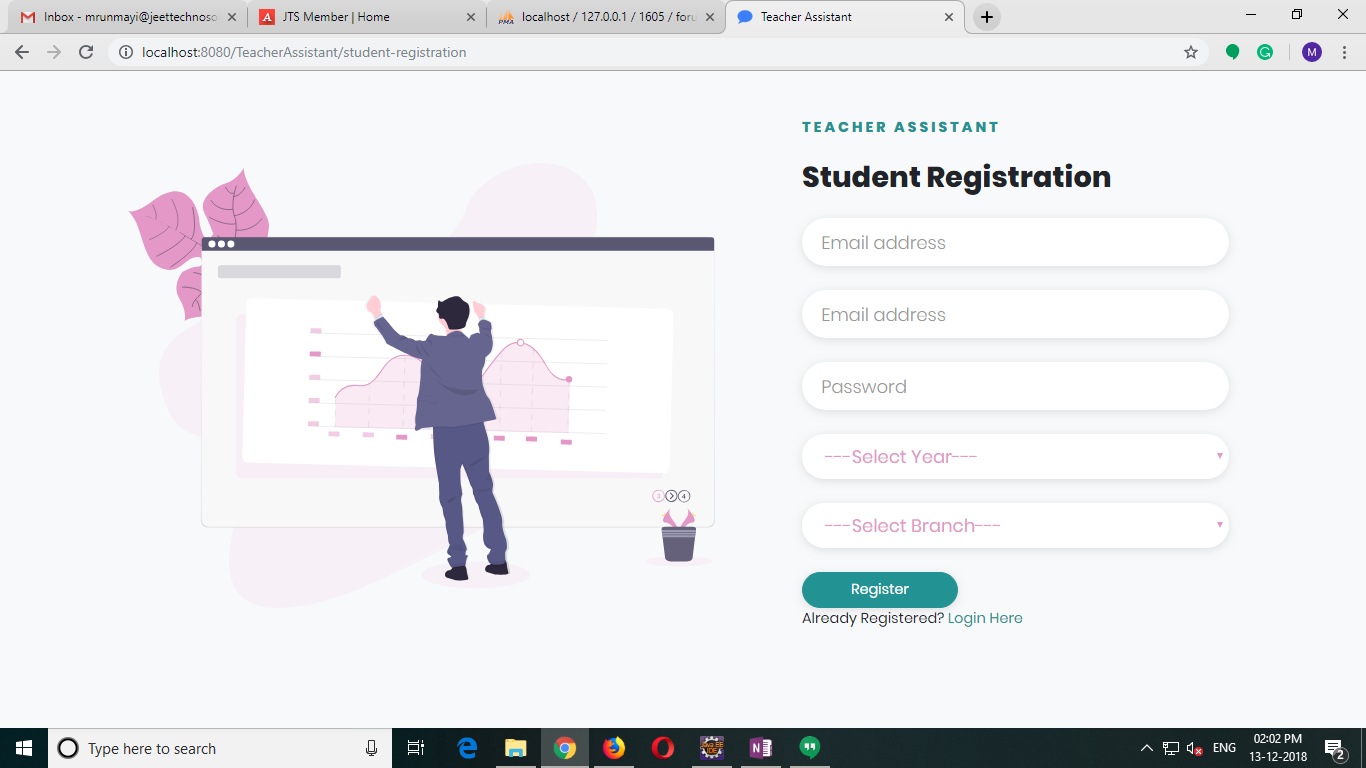 Inbox - mrunmayi@jeettechnoso
JTS Member | Home
localhost / 127.0.0.1 / 1605 / foru
Teacher Assistant
localhost:8080/TeacherAssistant/student-registration
M
TEACHER ASSISTANT
Student Registration
Email address
Email address
Password
---Select Year---
---Select Branch---
Register
Already Registered? Login Here
Type here to search
ENG
02:02 PM
13-12-2018
2